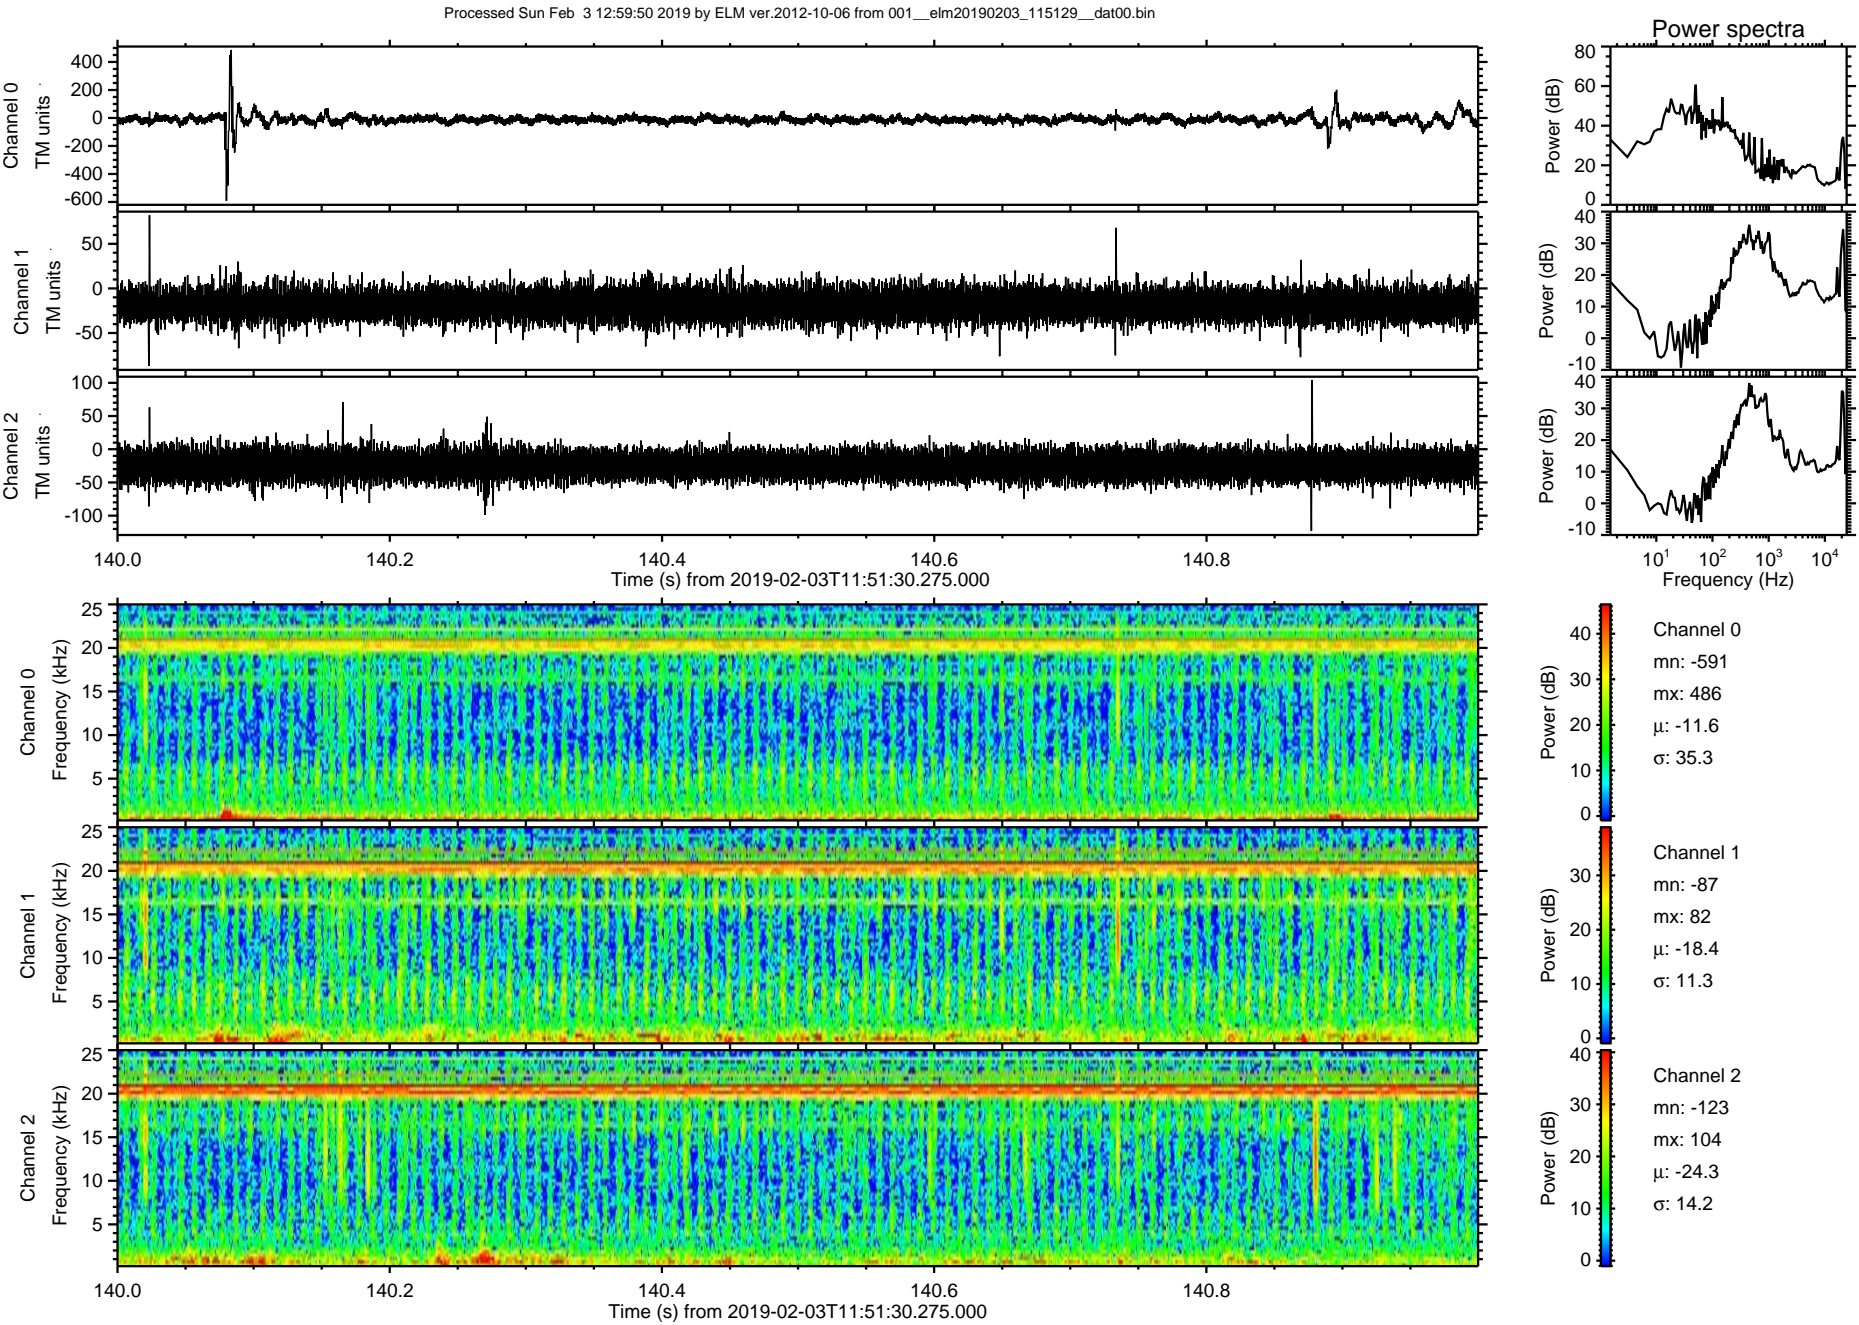 Processed Sun Feb  3 12:59:50 2019 by ELM ver.2012-10-06 from 001__elm20190203_115129__dat00.bin
Power spectra
Channel 0
TM units
400
200
0
-200
-400
-600
Power (dB)
80
60
40
20
0
Channel 1
TM units
50
0
-50
Power (dB)
40
30
20
10
0
-10
Channel 2
TM units
100
50
0
-50
-100
Power (dB)
40
30
20
10
0
-10
140.0 140.2 140.4 140.6 140.8
Time (s) from 2019-02-03T11:51:30.275.000
10¹ 10² 10³ 10⁴
Frequency (Hz)
Channel 0
Frequency (kHz)
25
20
15
10
5
Power (dB)
40
30
20
10
0
Channel 0
mn: -591
mx: 486
μ: -11.6
σ: 35.3
Channel 1
Frequency (kHz)
25
20
15
10
5
Power (dB)
30
20
10
0
Channel 1
mn: -87
mx: 82
μ: -18.4
σ: 11.3
Channel 2
Frequency (kHz)
25
20
15
10
5
Power (dB)
40
30
20
10
0
Channel 2
mn: -123
mx: 104
μ: -24.3
σ: 14.2
140.0 140.2 140.4 140.6 140.8
Time (s) from 2019-02-03T11:51:30.275.000